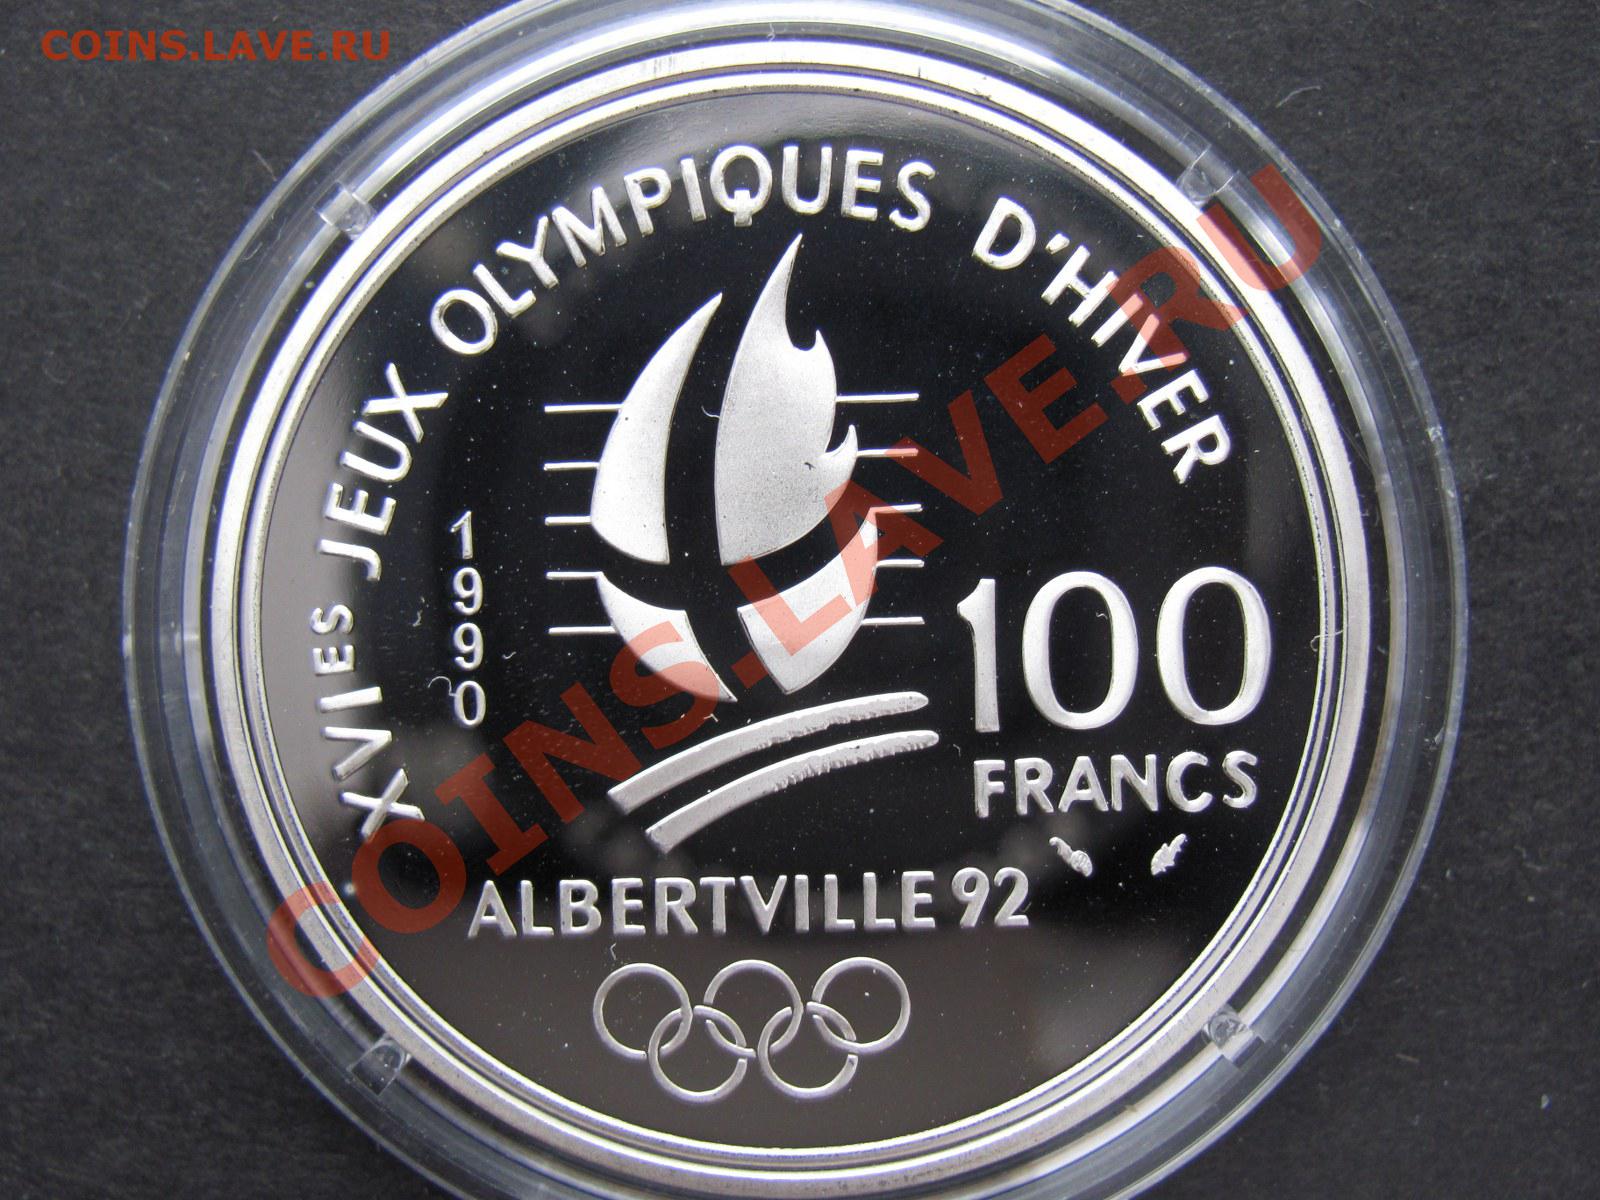 COINS.LAVE.RU
XVIES JEUX OLYMPIQUES D'HIVER
1990
100
FRANCS
ALBERTVILLE 92
COINS.LAVE.RU